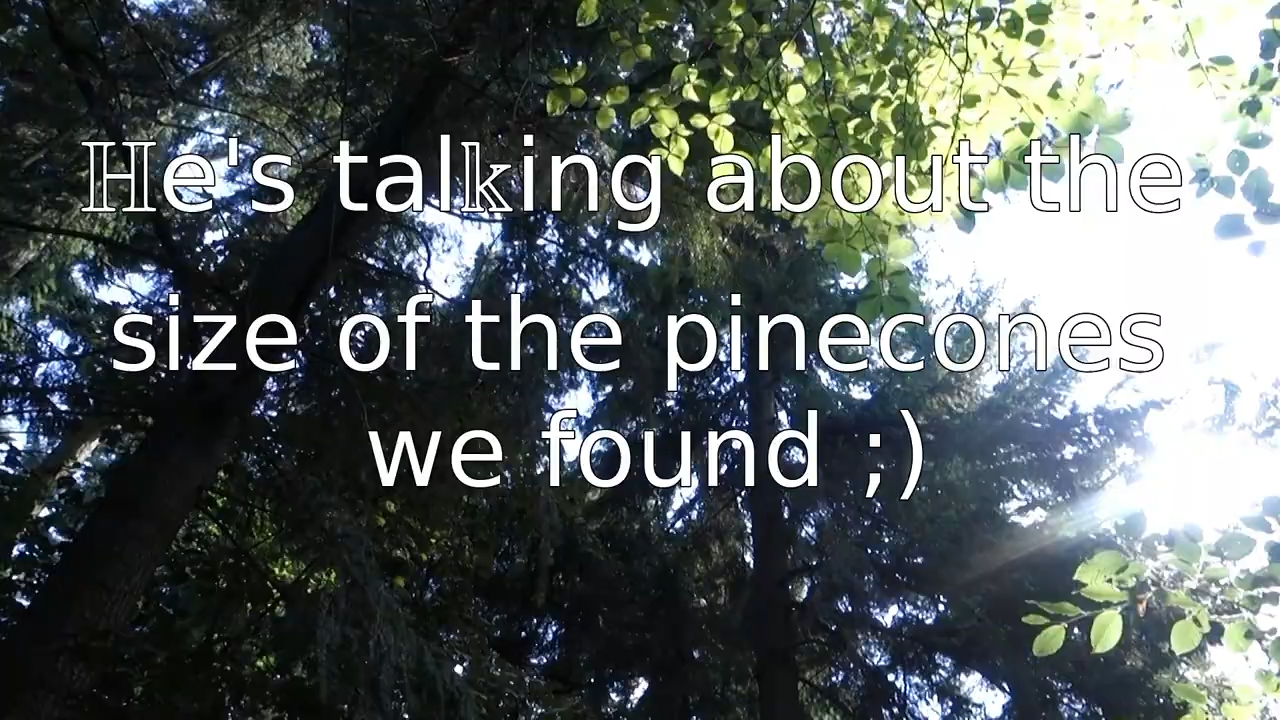 ℍe's tal𝕜ing about the
size of the pinecones
we found ;)